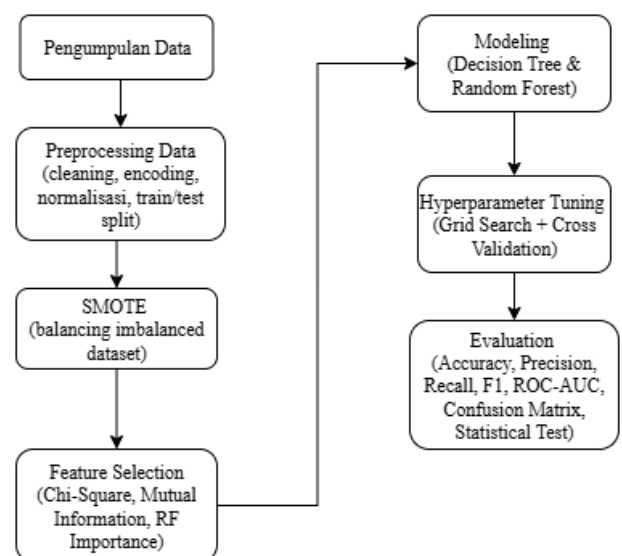 Pengumpulan Data
Preprocessing Data
(cleaning, encoding,
normalisasi, train/test
split)
SMOTE
(balancing imbalanced
dataset)
Feature Selection
(Chi-Square, Mutual
Information, RF
Importance)
Modeling
(Decision Tree &
Random Forest)
Hyperparameter Tuning
(Grid Search + Cross
Validation)
Evaluation
(Accuracy, Precision,
Recall, F1, ROC-AUC,
Confusion Matrix,
Statistical Test)